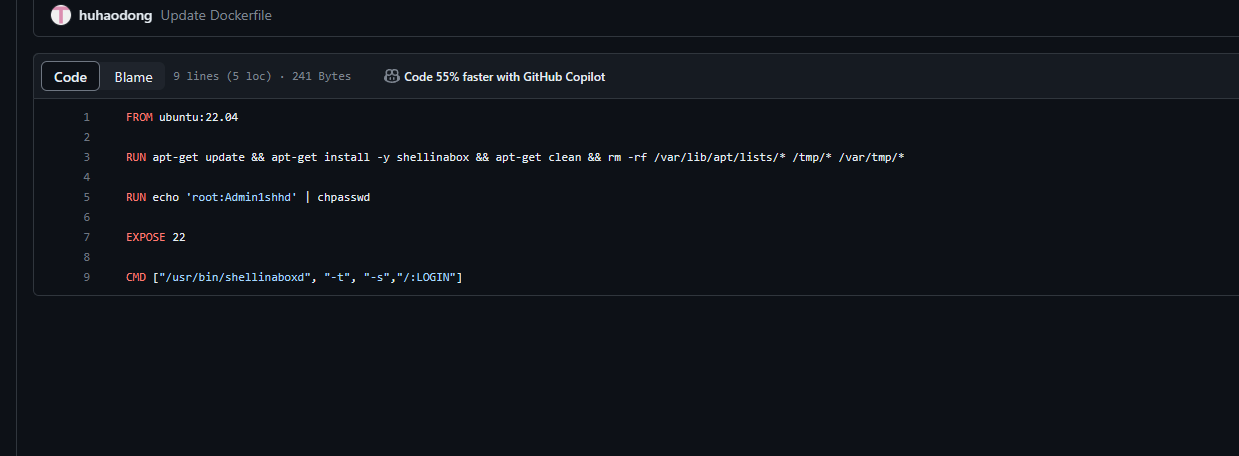 huhaodong Update Dockerfile
Code Blame 9 lines (5 loc) · 241 Bytes Code 55% faster with GitHub Copilot
1 FROM ubuntu:22.04
2
3 RUN apt-get update && apt-get install -y shellinabox && apt-get clean && rm -rf /var/lib/apt/lists/* /tmp/* /var/tmp/*
4
5 RUN echo 'root:Admin1shhd' | chpasswd
6
7 EXPOSE 22
8
9 CMD ["/usr/bin/shellinaboxd", "-t", "-s","/:LOGIN"]